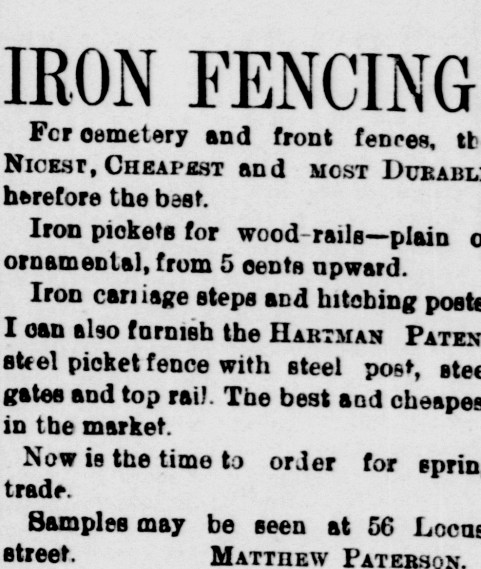 IRON FENCING
For cemetery and front fences, th
NICEST, CHEAPEST and MOST DURABL
herefore the best.
Iron pickets for wood-rails—plain o
ornamental, from 5 cents upward.
Iron carriage steps and hitching posts
I can also furnish the HARTMAN PATEN
steel picket fence with steel post, stee
gates and top rail. The best and cheapes
in the market.
Now is the time to order for sprin
trade.
Samples may be seen at 56 Locus
street. MATTHEW PATERSON.